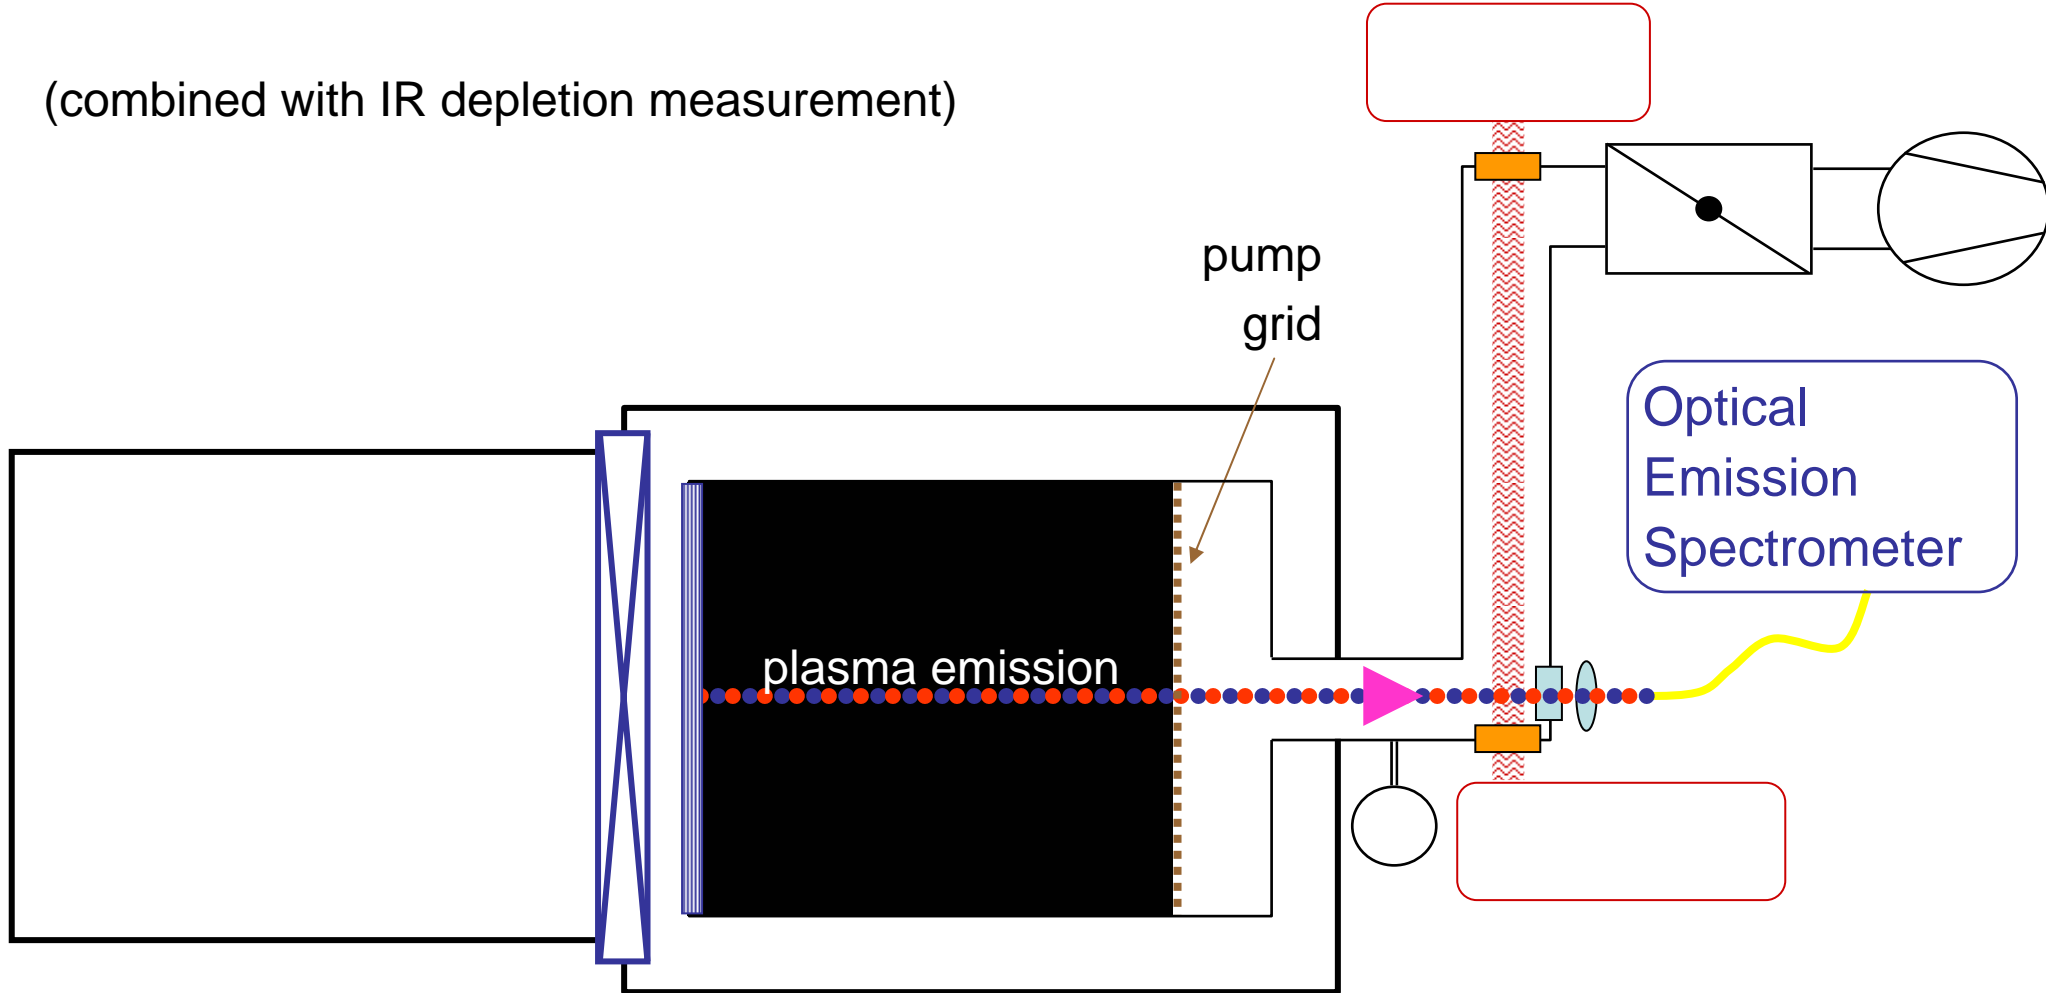 (combined with IR depletion measurement)
pump
grid
Optical
Emission
Spectrometer
plasma emission